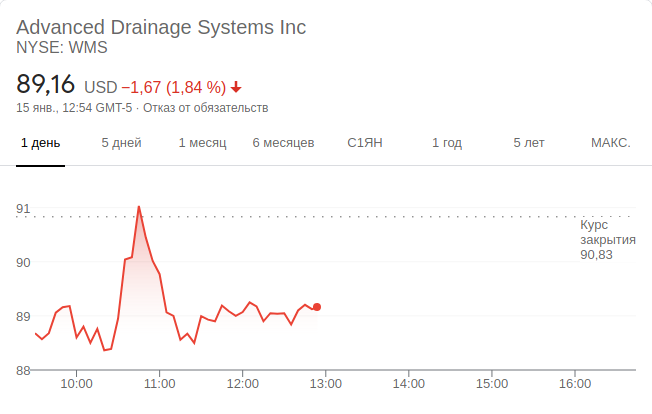 Advanced Drainage Systems Inc
NYSE: WMS
89,16 USD −1,67 (1,84 %)
15 янв., 12:54 GMT-5 · Отказ от обязательств
1 день 5 дней 1 месяц 6 месяцев С1ЯН 1 год 5 лет МАКС.
91
Курс
закрытия
90,83
90
89
88
10:00 11:00 12:00 13:00 14:00 15:00 16:00